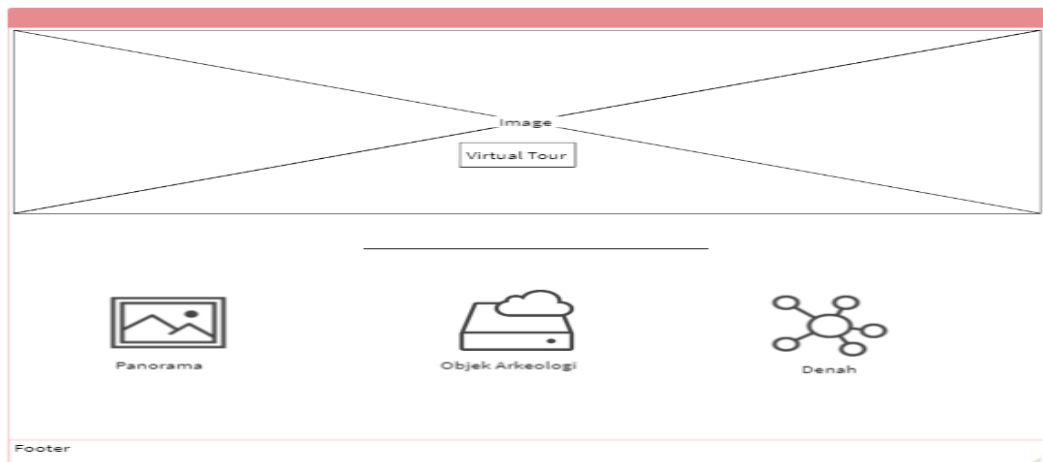 Image
Virtual Tour
Panorama
Objek Arkeologi
Denah
Footer